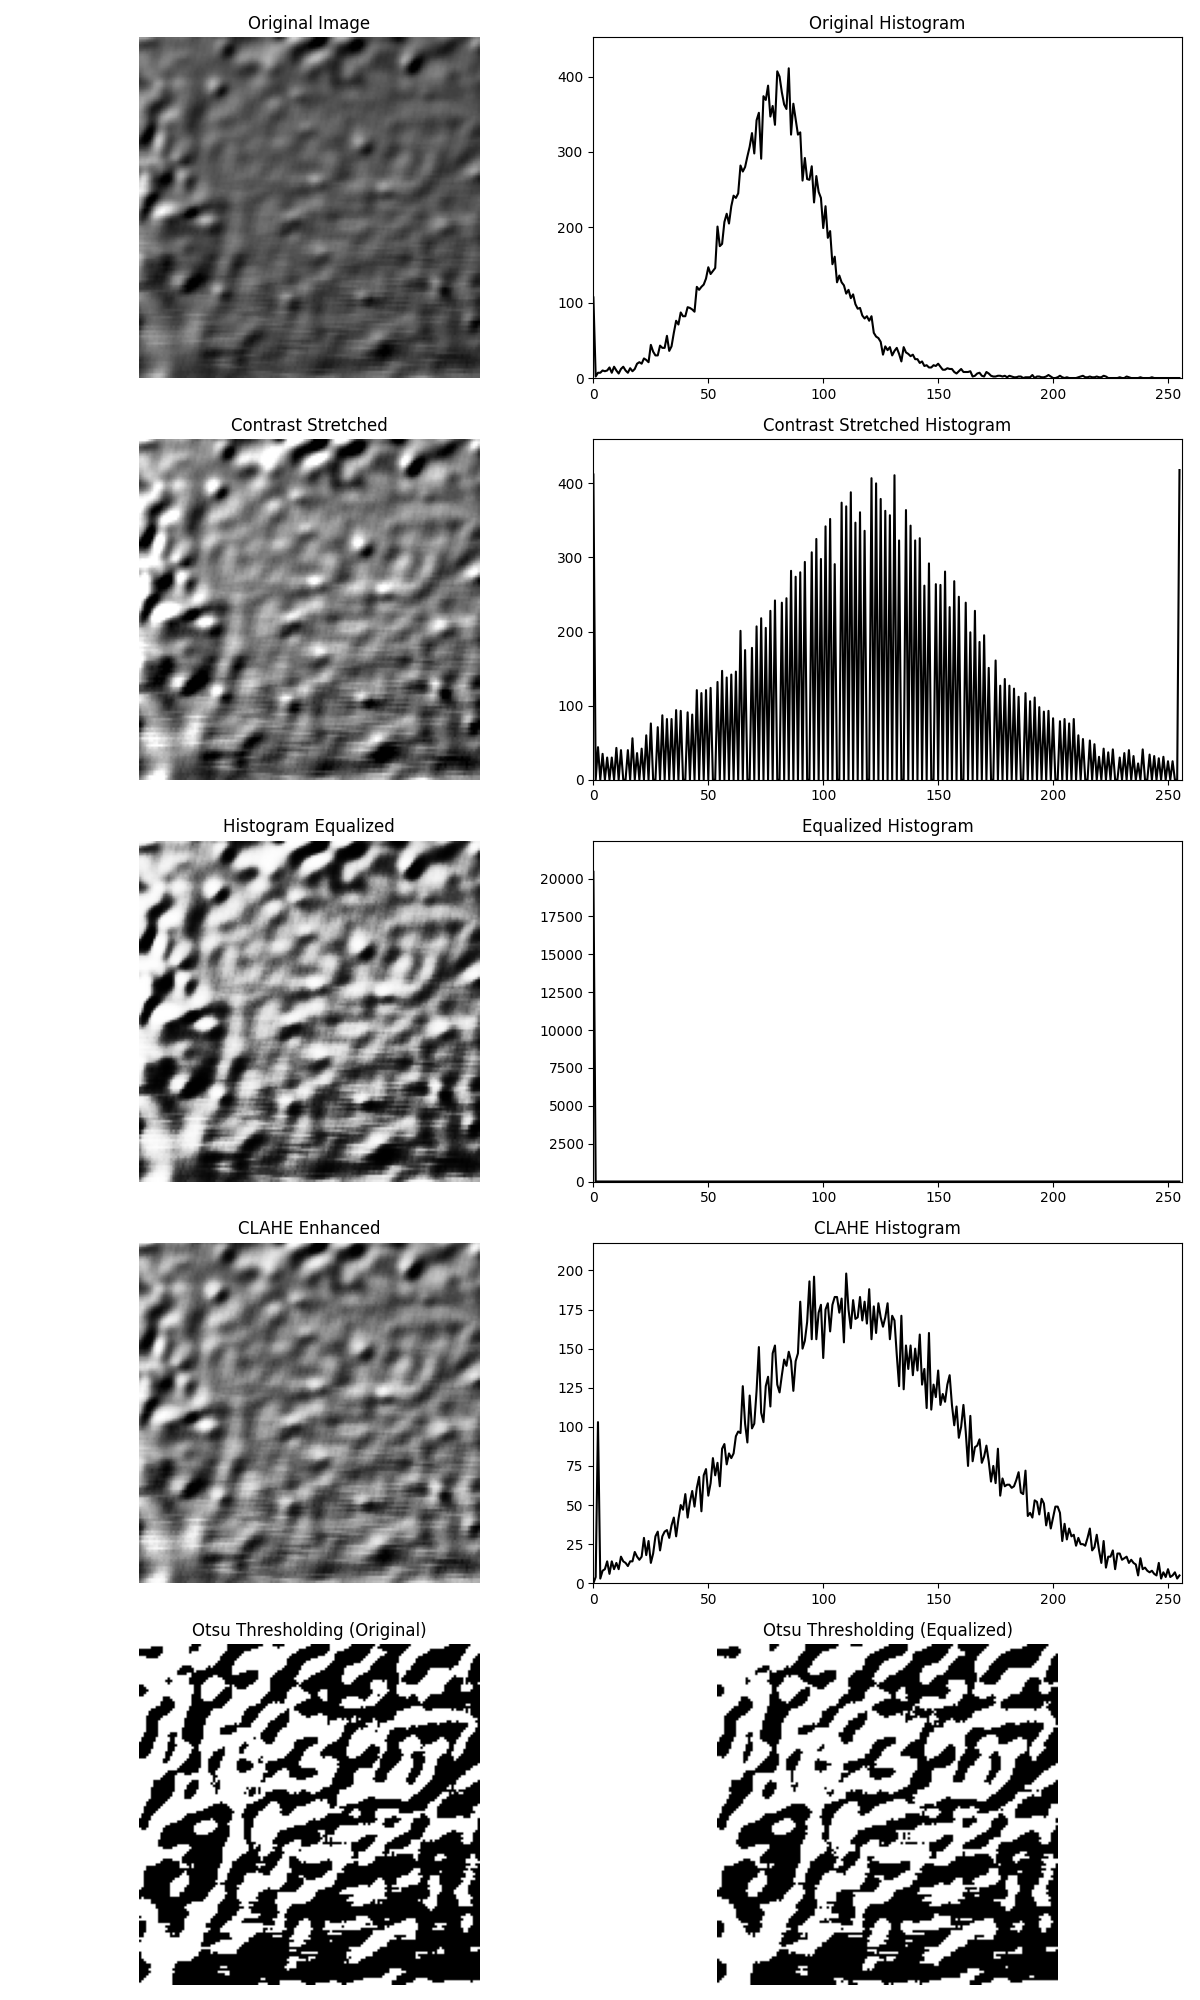 Original Image
Original Histogram
400
300
200
100
0
0 50 100 150 200 250
Contrast Stretched
Contrast Stretched Histogram
400
300
200
100
0
0 50 100 150 200 250
Histogram Equalized
Equalized Histogram
20000
17500
15000
12500
10000
7500
5000
2500
0
0 50 100 150 200 250
CLAHE Enhanced
CLAHE Histogram
200
175
150
125
100
75
50
25
0
0 50 100 150 200 250
Otsu Thresholding (Original)
Otsu Thresholding (Equalized)